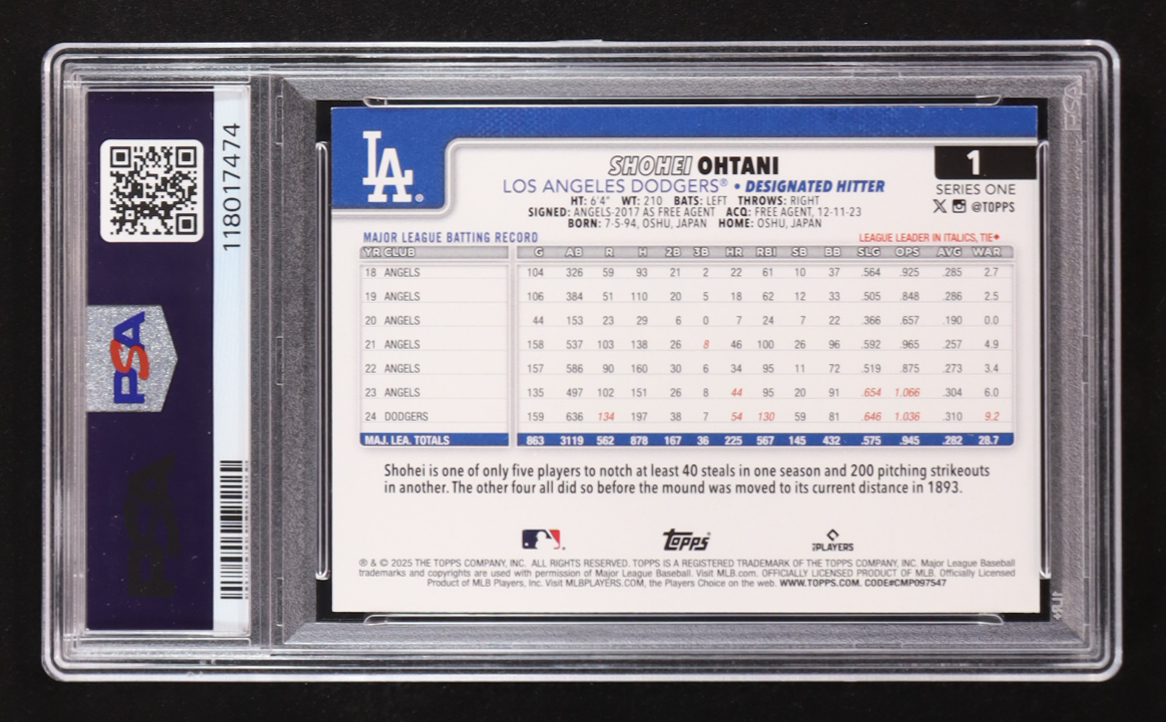 118017474
PSA
PSA
LA
SHOHEI OHTANI
1
LOS ANGELES DODGERS® • DESIGNATED HITTER
SERIES ONE
HT: 6'4" WT: 210 BATS: LEFT THROWS: RIGHT
@TOPPS
SIGNED: ANGELS-2017 AS FREE AGENT ACQ: FREE AGENT, 12-11-23
BORN: 7-5-94, OSHU, JAPAN HOME: OSHU, JAPAN
MAJOR LEAGUE BATTING RECORD LEAGUE LEADER IN ITALICS, TIE♦
YR CLUB G AB R H 2B 3B HR RBI SB BB SLG OPS AVG WAR
18 ANGELS 104 326 59 93 21 2 22 61 10 37 .564 .925 .285 2.7
19 ANGELS 106 384 51 110 20 5 18 62 12 33 .505 .848 .286 2.5
20 ANGELS 44 153 23 29 6 0 7 24 7 22 .366 .657 .190 0.0
21 ANGELS 158 537 103 138 26 8 46 100 26 96 .592 .965 .257 4.9
22 ANGELS 157 586 90 160 30 6 34 95 11 72 .519 .875 .273 3.4
23 ANGELS 135 497 102 151 26 8 44 95 20 91 .654 1.066 .304 6.0
24 DODGERS 159 636 134 197 38 7 54 130 59 81 .646 1.036 .310 9.2
MAJ. LEA. TOTALS 863 3119 562 878 167 36 225 567 145 432 .575 .945 .282 28.7
Shohei is one of only five players to notch at least 40 steals in one season and 200 pitching strikeouts
in another. The other four all did so before the mound was moved to its current distance in 1893.
Topps
PLAYERS
® & © 2025 THE TOPPS COMPANY, INC. ALL RIGHTS RESERVED. TOPPS IS A REGISTERED TRADEMARK OF THE TOPPS COMPANY, INC. Major League Baseball
trademarks and copyrights are used with permission of Major League Baseball. Visit MLB.com. OFFICIALLY LICENSED PRODUCT OF MLB. Officially Licensed
Product of MLB Players, Inc. Visit MLBPLAYERS.COM, the Players Choice on the web. WWW.TOPPS.COM. CODE#CMP097547